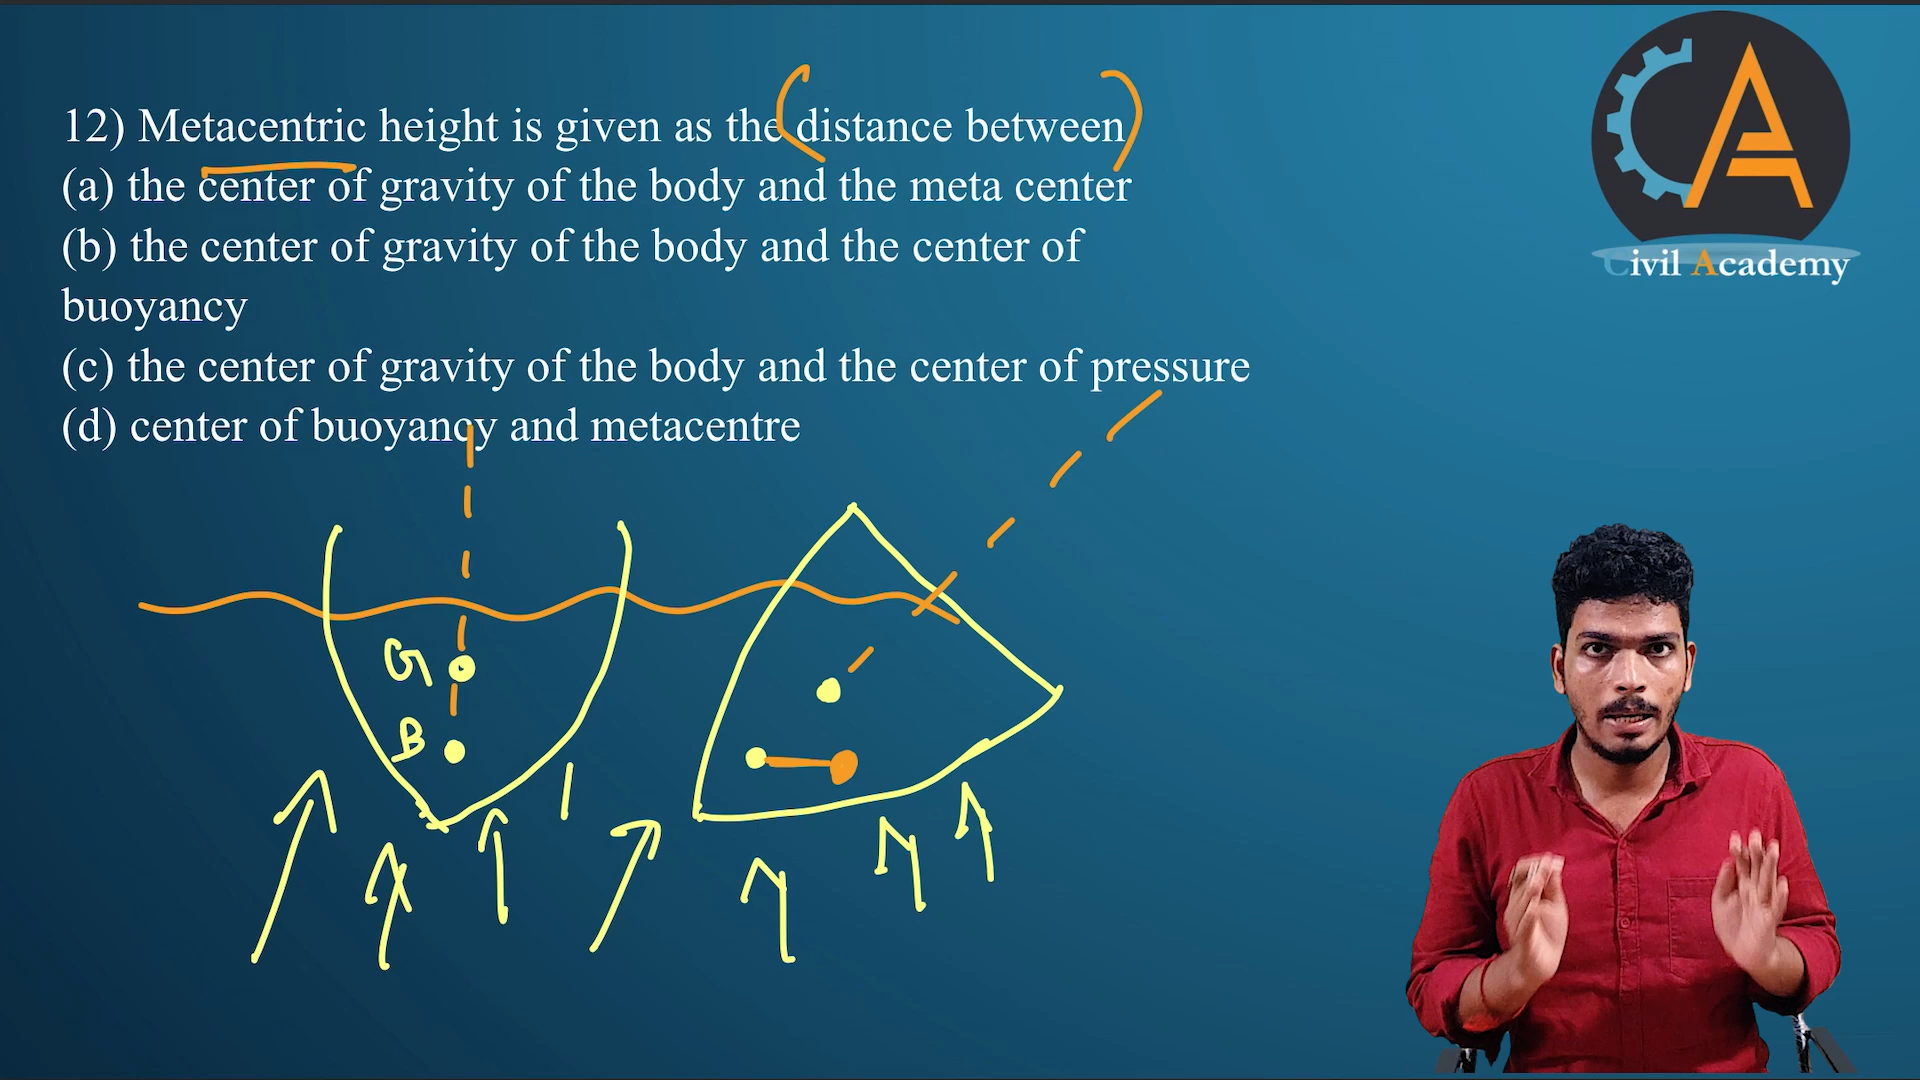 12) Metacentric height is given as the distance between
(a) the center of gravity of the body and the meta center
(b) the center of gravity of the body and the center of
buoyancy
(c) the center of gravity of the body and the center of pressure
(d) center of buoyancy and metacentre
G
B
CA
Civil Academy